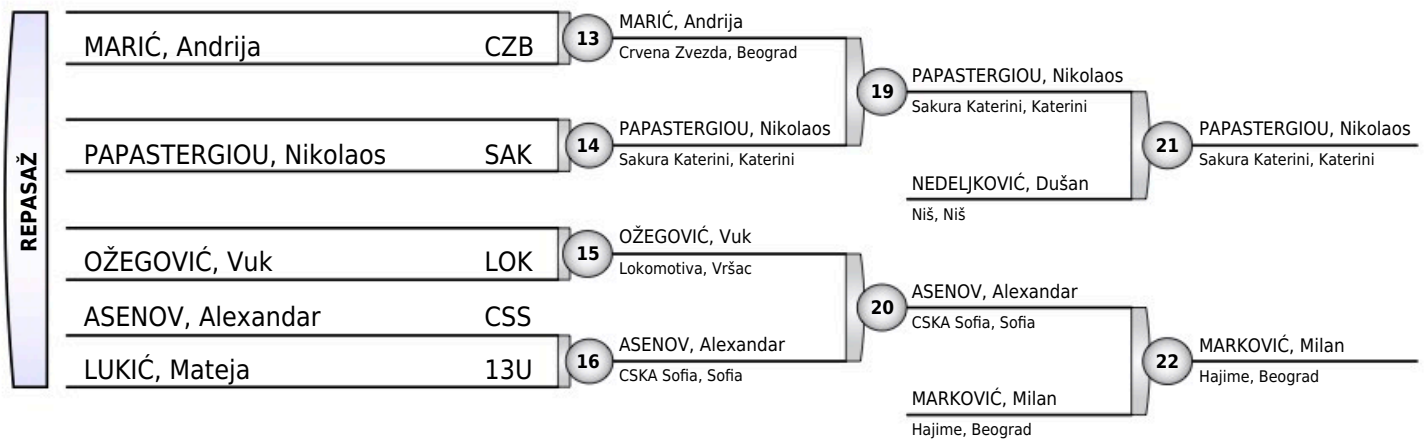 REPASAŽ
MARIĆ, Andrija CZB
PAPASTERGIOU, Nikolaos SAK
OŽEGOVIĆ, Vuk LOK
ASENOV, Alexandar CSS
LUKIĆ, Mateja 13U
13
MARIĆ, Andrija
Crvena Zvezda, Beograd
14
PAPASTERGIOU, Nikolaos
Sakura Katerini, Katerini
15
OŽEGOVIĆ, Vuk
Lokomotiva, Vršac
16
ASENOV, Alexandar
CSKA Sofia, Sofia
19
PAPASTERGIOU, Nikolaos
Sakura Katerini, Katerini
NEDELJKOVIĆ, Dušan
Niš, Niš
20
ASENOV, Alexandar
CSKA Sofia, Sofia
MARKOVIĆ, Milan
Hajime, Beograd
21
PAPASTERGIOU, Nikolaos
Sakura Katerini, Katerini
22
MARKOVIĆ, Milan
Hajime, Beograd